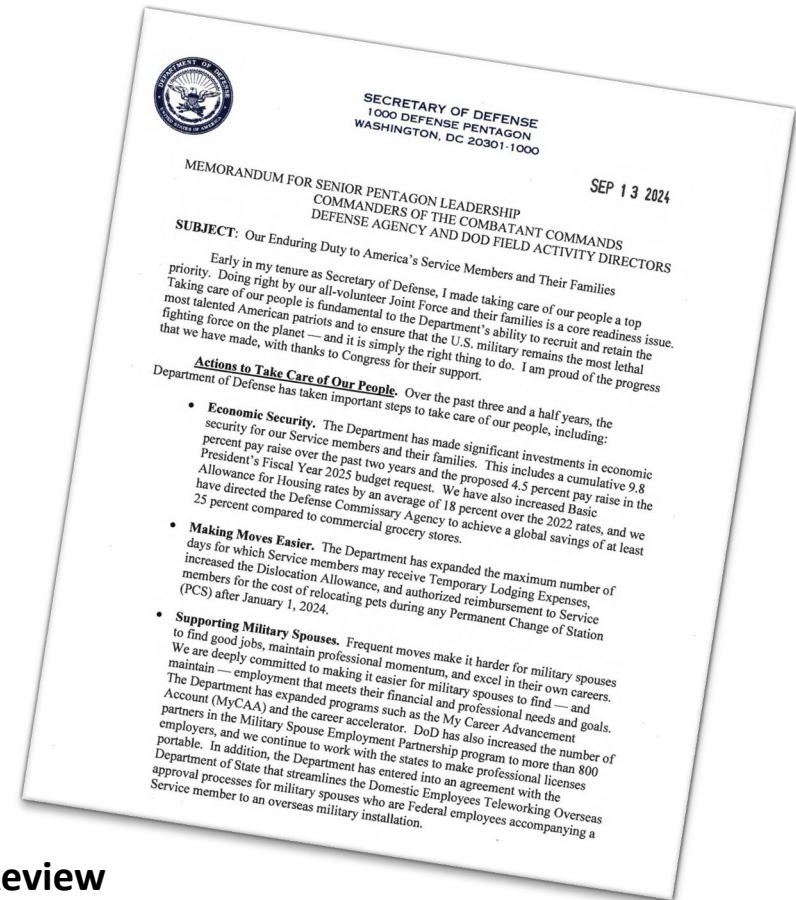 DEPARTMENT OF DEFENSE
UNITED STATES OF AMERICA
SECRETARY OF DEFENSE
1000 DEFENSE PENTAGON
WASHINGTON, DC 20301-1000
SEP 13 2024
MEMORANDUM FOR SENIOR PENTAGON LEADERSHIP
COMMANDERS OF THE COMBATANT COMMANDS
DEFENSE AGENCY AND DOD FIELD ACTIVITY DIRECTORS
SUBJECT: Our Enduring Duty to America's Service Members and Their Families
Early in my tenure as Secretary of Defense, I made taking care of our people a top
priority. Doing right by our all-volunteer Joint Force and their families is a core readiness issue.
Taking care of our people is fundamental to the Department's ability to recruit and retain the
most talented American patriots and to ensure that the U.S. military remains the most lethal
fighting force on the planet — and it is simply the right thing to do. I am proud of the progress
that we have made, with thanks to Congress for their support.
Actions to Take Care of Our People. Over the past three and a half years, the
Department of Defense has taken important steps to take care of our people, including:
• Economic Security. The Department has made significant investments in economic
security for our Service members and their families. This includes a cumulative 9.8
percent pay raise over the past two years and the proposed 4.5 percent pay raise in the
President's Fiscal Year 2025 budget request. We have also increased Basic
Allowance for Housing rates by an average of 18 percent over the 2022 rates, and we
have directed the Defense Commissary Agency to achieve a global savings of at least
25 percent compared to commercial grocery stores.
• Making Moves Easier. The Department has expanded the maximum number of
days for which Service members may receive Temporary Lodging Expenses,
increased the Dislocation Allowance, and authorized reimbursement to Service
members for the cost of relocating pets during any Permanent Change of Station
(PCS) after January 1, 2024.
• Supporting Military Spouses. Frequent moves make it harder for military spouses
to find good jobs, maintain professional momentum, and excel in their own careers.
We are deeply committed to making it easier for military spouses to find — and
maintain — employment that meets their financial and professional needs and goals.
The Department has expanded programs such as the My Career Advancement
Account (MyCAA) and the career accelerator. DoD has also increased the number of
partners in the Military Spouse Employment Partnership program to more than 800
employers, and we continue to work with the states to make professional licenses
portable. In addition, the Department has entered into an agreement with the
Department of State that streamlines the Domestic Employees Teleworking Overseas
approval processes for military spouses who are Federal employees accompanying a
Service member to an overseas military installation.